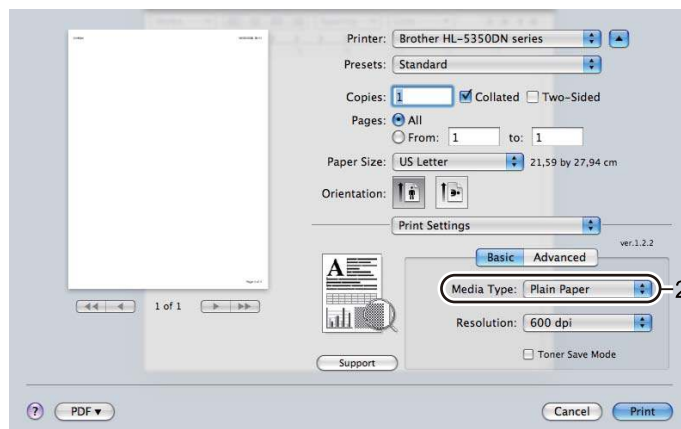 Printer: Brother HL-5350DN series
Presets: Standard
Copies: 1 Collated Two-Sided
Pages: All
From: 1 to: 1
Paper Size: US Letter 21,59 by 27,94 cm
Orientation:
Print Settings
ver.1.2.2
Basic Advanced
Media Type: Plain Paper 2
Resolution: 600 dpi
Toner Save Mode
A
1 of 1
Support
? PDF Cancel Print